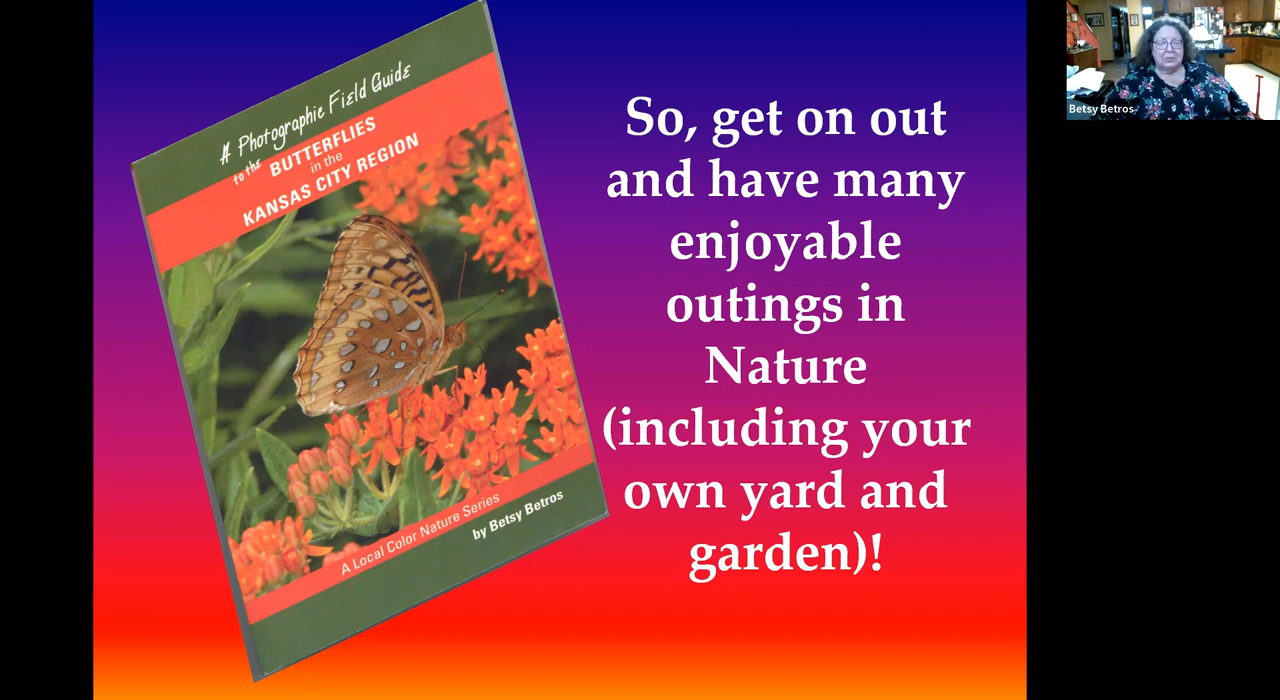 A Photographic Field Guide
to the BUTTERFLIES
in the
KANSAS CITY REGION
A Local Color Nature Series
by Betsy Betros
So, get on out
and have many
enjoyable
outings in
Nature
(including your
own yard and
garden)!
Betsy Betros